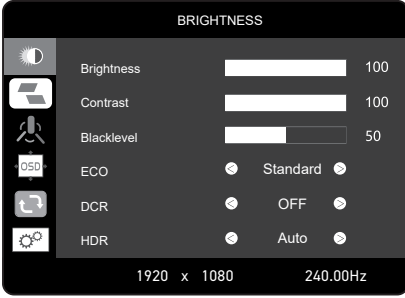 BRIGHTNESS
Brightness 100
Contrast 100
Blacklevel 50
ECO Standard
DCR OFF
OSD
HDR Auto
1920 x 1080 240.00Hz